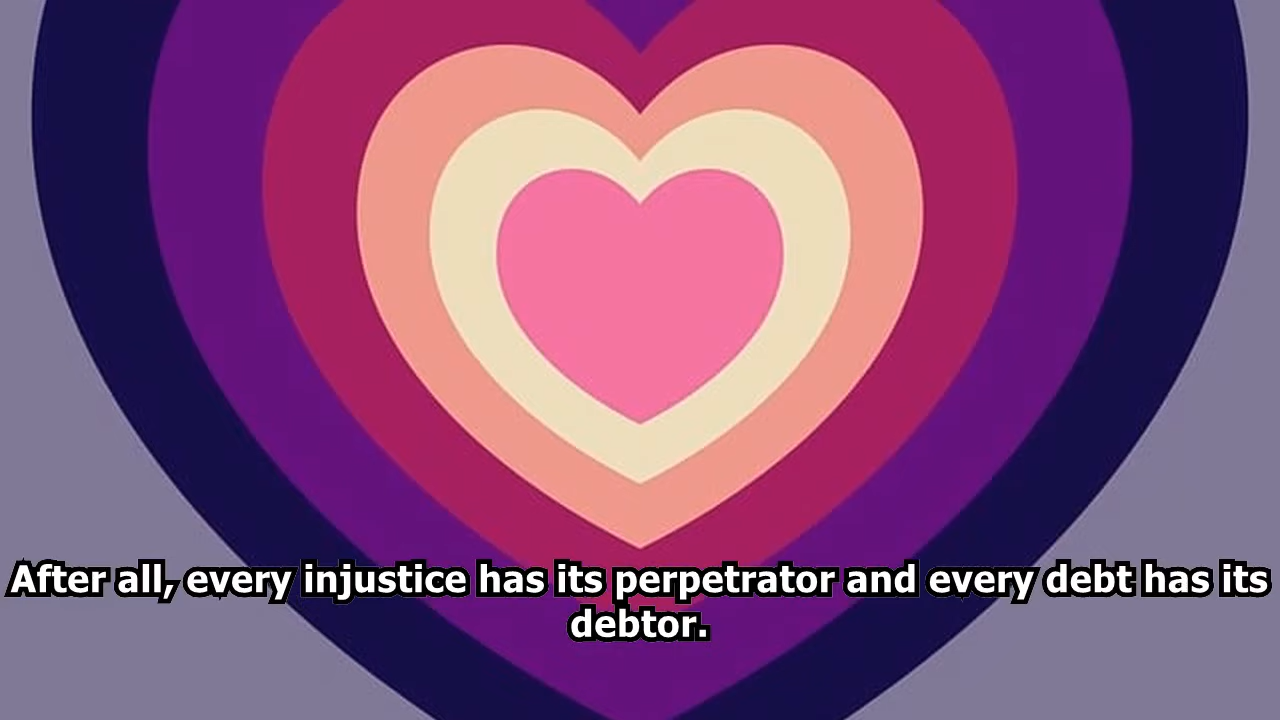 After all, every injustice has its perpetrator and every debt has its
debtor.